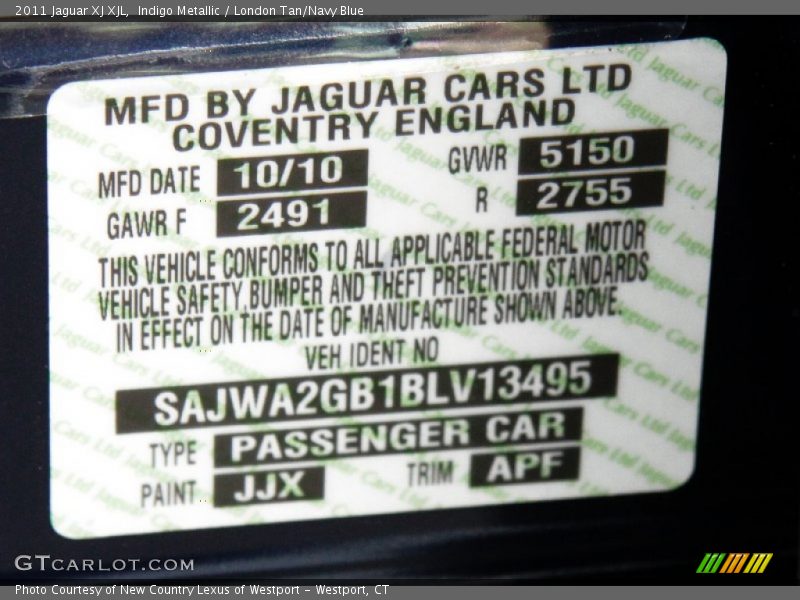 2011 Jaguar XJ XJL, Indigo Metallic / London Tan/Navy Blue
MFD BY JAGUAR CARS LTD
COVENTRY ENGLAND
MFD DATE 10/10 GVWR 5150
GAWR F 2491 R 2755
THIS VEHICLE CONFORMS TO ALL APPLICABLE FEDERAL MOTOR
VEHICLE SAFETY, BUMPER AND THEFT PREVENTION STANDARDS
IN EFFECT ON THE DATE OF MANUFACTURE SHOWN ABOVE.
VEH IDENT NO
SAJWA2GB1BLV13495
TYPE PASSENGER CAR
PAINT JJX TRIM APF
GTCARLOT.COM
Photo Courtesy of New Country Lexus of Westport - Westport, CT